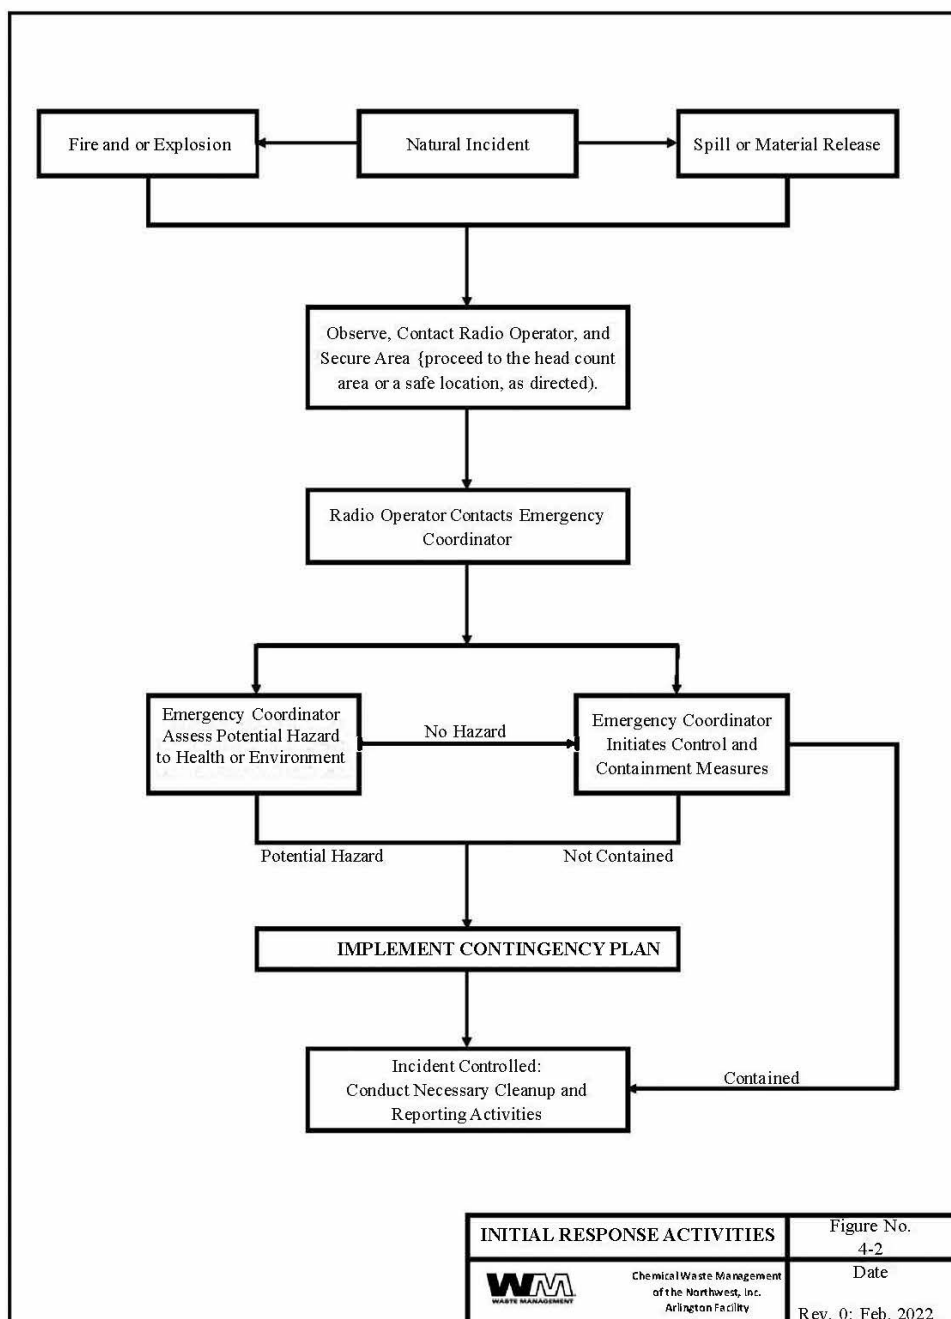 Fire and or Explosion
Natural Incident
Spill or Material Release
Observe, Contact Radio Operator, and
Secure Area {proceed to the head count
area or a safe location, as directed).
Radio Operator Contacts Emergency
Coordinator
Emergency Coordinator
Assess Potential Hazard
to Health or Environment
No Hazard
Emergency Coordinator
Initiates Control and
Containment Measures
Potential Hazard
Not Contained
IMPLEMENT CONTINGENCY PLAN
Incident Controlled:
Conduct Necessary Cleanup and
Reporting Activities
Contained
INITIAL RESPONSE ACTIVITIES
Figure No.
4-2
WM
WASTE MANAGEMENT
Chemical Waste Management
of the Northwest, Inc.
Arlington Facility
Date
Rev. 0: Feb. 2022